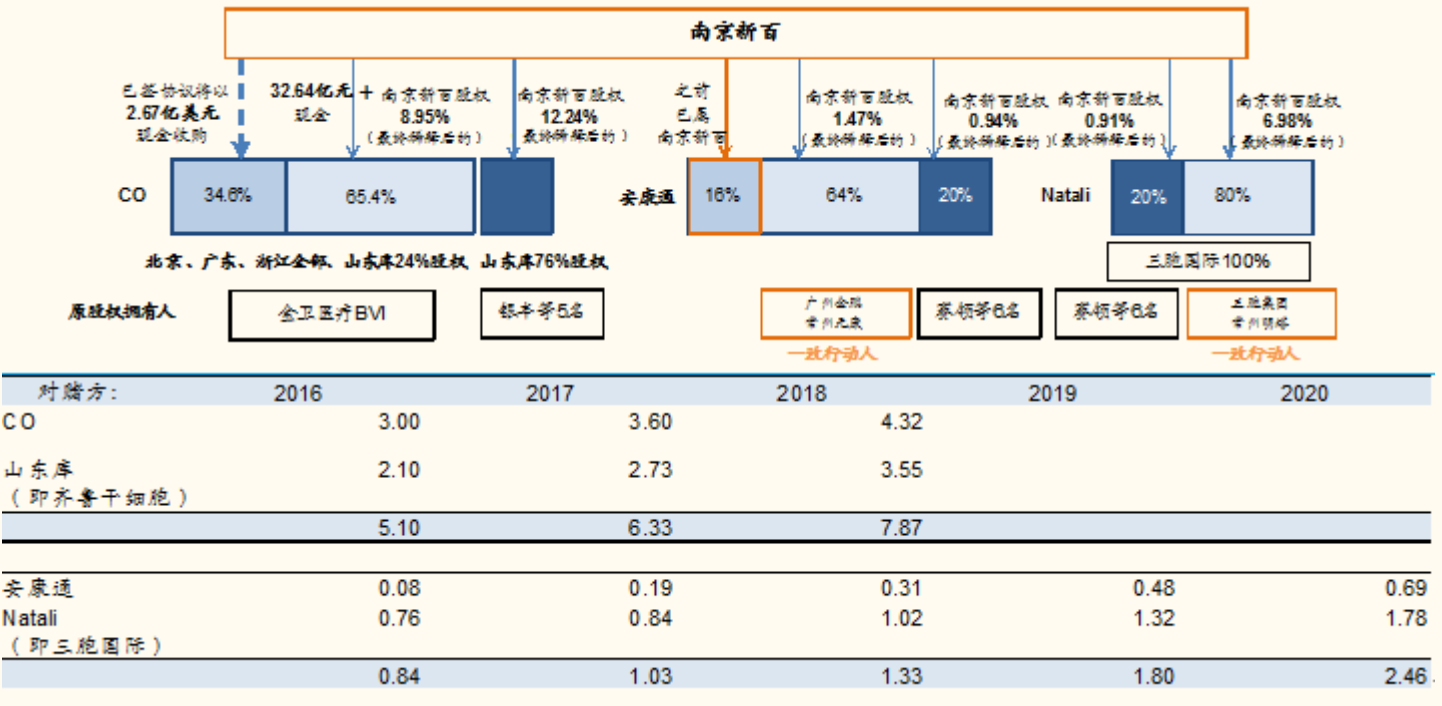 南京新百
已签协议将以
2.67亿美元
现金收购
32.64亿元 + 南京新百股权
现金
8.95%
（最终稀释后的）
南京新百股权
12.24%
最终稀释后的）
之前
已属
南京新百
南京新百股权
1.47%
（最终稀释后的）
南京新百股权
0.94%
（最终稀释后的）
南京新百股权
0.91%
（最终稀释后的）
南京新百股权
6.98%
（最终稀释后的）
CO
34.6%
65.4%
安康通
16%
64%
20%
Natali
20%
80%
北京、广东、浙江全部、山东库24%股权
山东库76%股权
三胞国际100%
原股权拥有人
金卫医疗BVI
银丰等5名
广州金鹏
常州元康
蔡领等6名
蔡领等6名
三胞集团
常州明塔
一致行动人
一致行动人
对赌方: 2016 2017 2018 2019 2020
CO 3.00 3.60 4.32
山东库 2.10 2.73 3.55
（即齐鲁干细胞）
5.10 6.33 7.87
安康通 0.08 0.19 0.31 0.48 0.69
Natali 0.76 0.84 1.02 1.32 1.78
（即三胞国际）
0.84 1.03 1.33 1.80 2.46